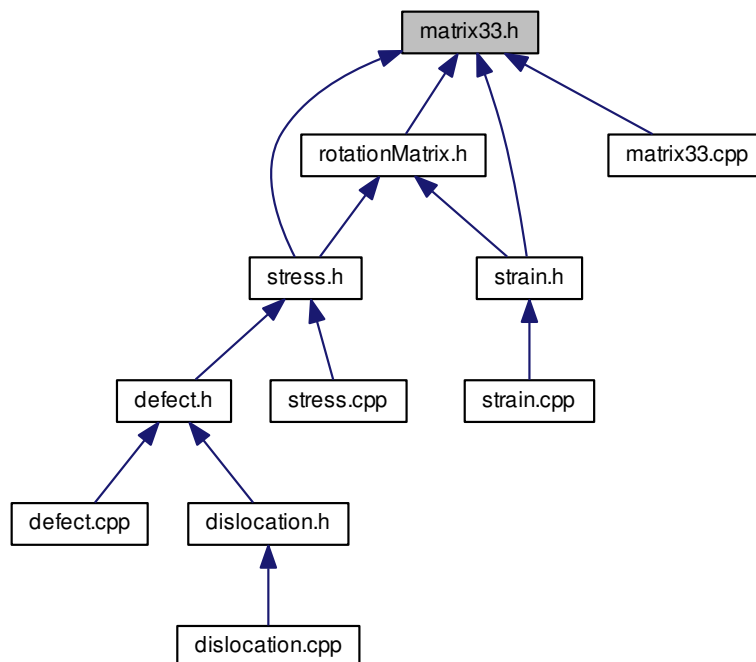 matrix33.h
rotationMatrix.h
matrix33.cpp
stress.h
strain.h
defect.h
stress.cpp
strain.cpp
defect.cpp
dislocation.h
dislocation.cpp